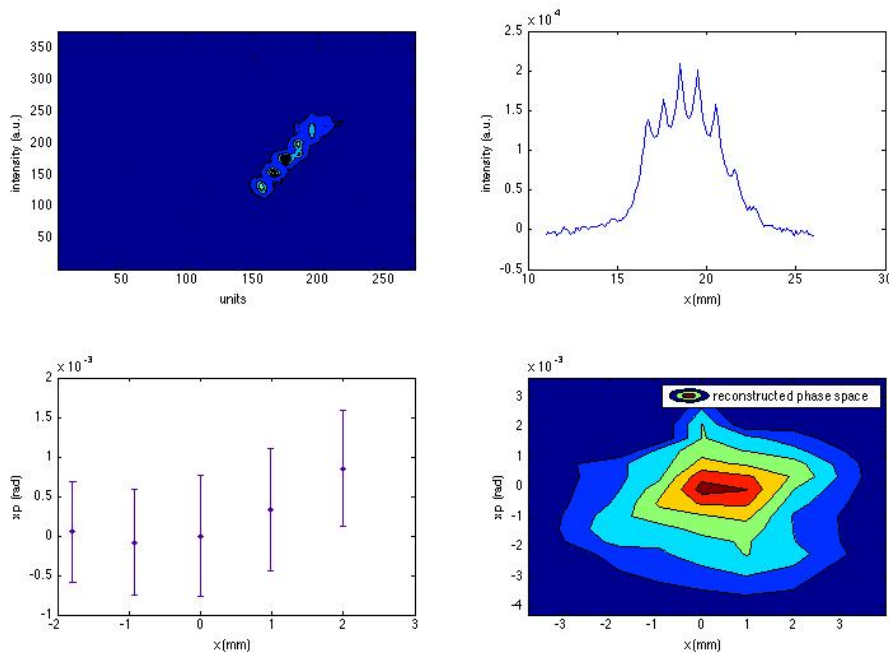 350
300
250
200
150
100
50
intensity (a.u.)
50 100 150 200 250
units
x 10^4
2.5
2
1.5
1
0.5
0
-0.5
intensity (a.u.)
10 15 20 25 30
x(mm)
x 10^-3
2
1.5
1
0.5
0
-0.5
-1
xp (rad)
-2 -1 0 1 2 3
x(mm)
x 10^-3
reconstructed phase space
3
2
1
0
-1
-2
-3
-4
xp (rad)
-3 -2 -1 0 1 2 3
x(mm)